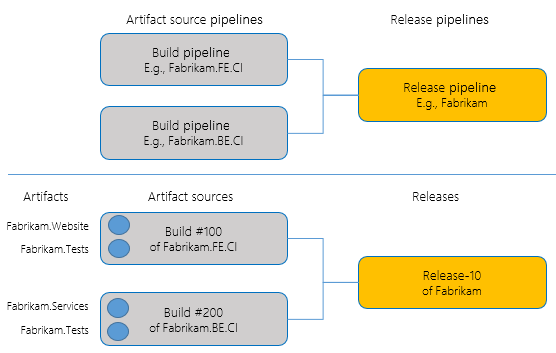 Artifact source pipelines
Release pipelines
Build pipeline
E.g., Fabrikam.FE.CI
Release pipeline
E.g., Fabrikam
Build pipeline
E.g., Fabrikam.BE.CI
Artifacts
Artifact sources
Releases
Fabrikam.Website
Fabrikam.Tests
Build #100
of Fabrikam.FE.CI
Release-10
of Fabrikam
Fabrikam.Services
Fabrikam.Tests
Build #200
of Fabrikam.BE.CI